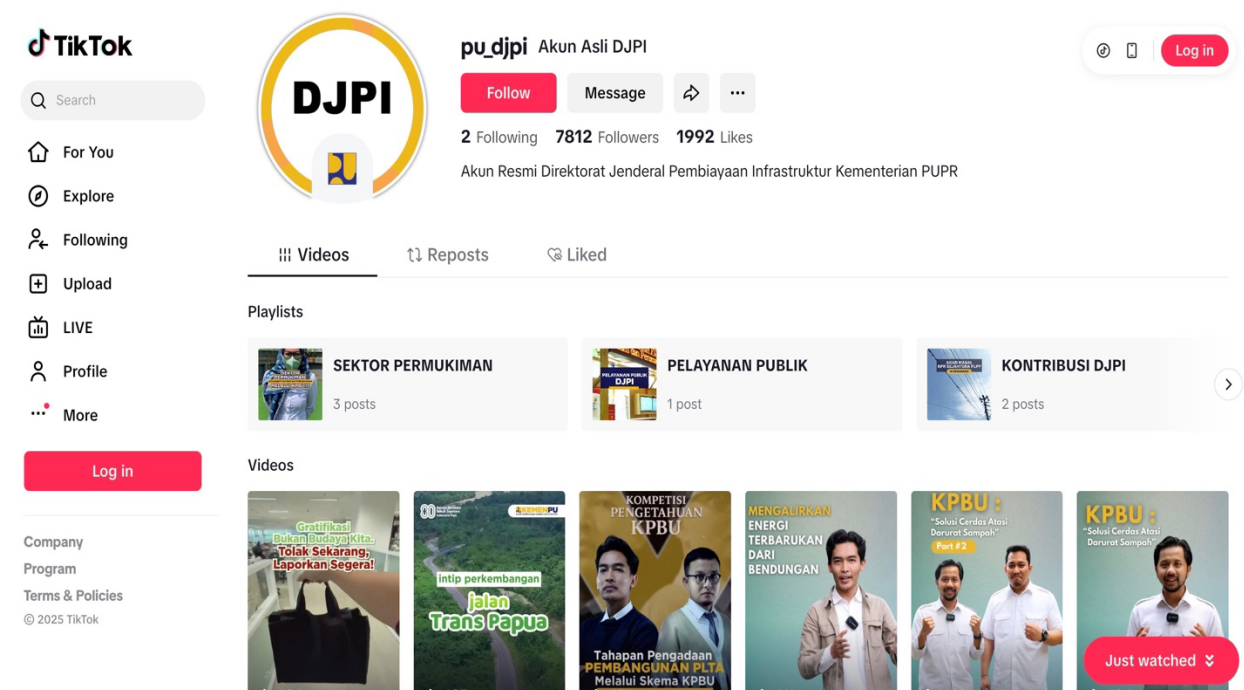 TikTok
Search
For You
Explore
Following
Upload
LIVE
Profile
More
Log in
Company
Program
Terms & Policies
© 2025 TikTok
DJPI
pu_djpi Akun Asli DJPI
Follow
Message
2 Following 7812 Followers 1992 Likes
Akun Resmi Direktorat Jenderal Pembiayaan Infrastruktur Kementerian PUPR
Log in
Videos
Reposts
Liked
Playlists
SEKTOR PERMUKIMAN
3 posts
PELAYANAN PUBLIK
DJPI
PELAYANAN PUBLIK
1 post
KONTRIBUSI DJPI
2 posts
Videos
Gratifikasi
Bukan Budaya Kita.
Tolak Sekarang,
Laporkan Segera!
KEMENPU
intip perkembangan
jalan
Trans Papua
KOMPETISI
PENGETAHUAN
KPBU
Tahapan Pengadaan
PEMBANGUNAN PLTA
Melalui Skema KPBU
MENGALIRKAN
ENERGI
TERBARUKAN
DARI
BENDUNGAN
KPBU :
"Solusi Cerdas Atasi
Darurat Sampah"
Part #2
KPBU :
"Solusi Cerdas Atasi
Darurat Sampah"
Just watched